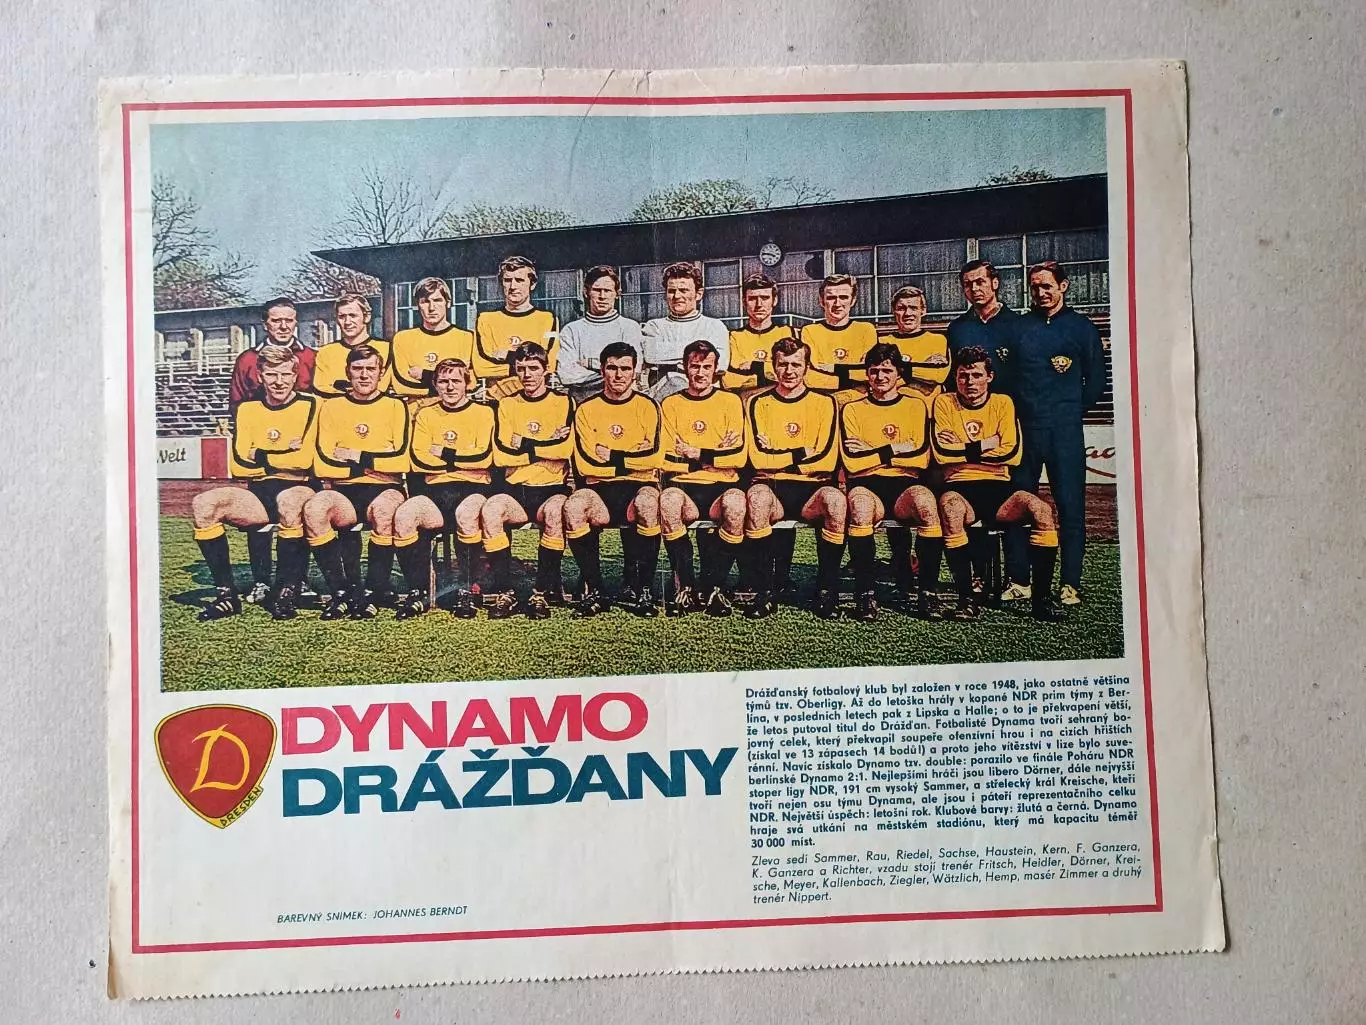 Welt
D
DRESDEN
DYNAMO
DRÁŽĎANY
Drážďanský fotbalový klub byl založen v roce 1948, jako ostatně většina
týmů tzv. Oberligy. Až do letoška hrály v kopané NDR prim týmy z Ber-
lína, v posledních letech pak z Lipska a Halle; o to je překvapení větší,
že letos putoval titul do Drážďan. Fotbalisté Dynama tvoří sehraný bo-
jovný celek, který překvapil soupeře ofenzívní hrou i na cizích hřištích
(získal ve 13 zápasech 14 bodů!) a proto jeho vítězství v lize bylo suve-
rénní. Navíc získalo Dynamo tzv. double: porazilo ve finále Poháru NDR
berlínské Dynamo 2:1. Nejlepšími hráči jsou libero Dörner, dále nejvyšší
stoper ligy NDR, 191 cm vysoký Sammer, a střelecký král Kreische, kteří
tvoří nejen osu týmu Dynama, ale jsou i páteří reprezentačního celku
NDR. Největší úspěch: letošní rok. Klubové barvy: žlutá a černá. Dynamo
hraje svá utkání na městském stadiónu, který má kapacitu téměř
30 000 míst.
Zleva sedí Sammer, Rau, Riedel, Sachse, Haustein, Kern, F. Ganzera,
K. Ganzera a Richter, vzadu stojí trenér Fritsch, Heidler, Dörner, Krei-
sche, Meyer, Kallenbach, Ziegler, Wätzlich, Hemp, masér Zimmer a druhý
trenér Nippert.
BAREVNÝ SNÍMEK: JOHANNES BERNDT